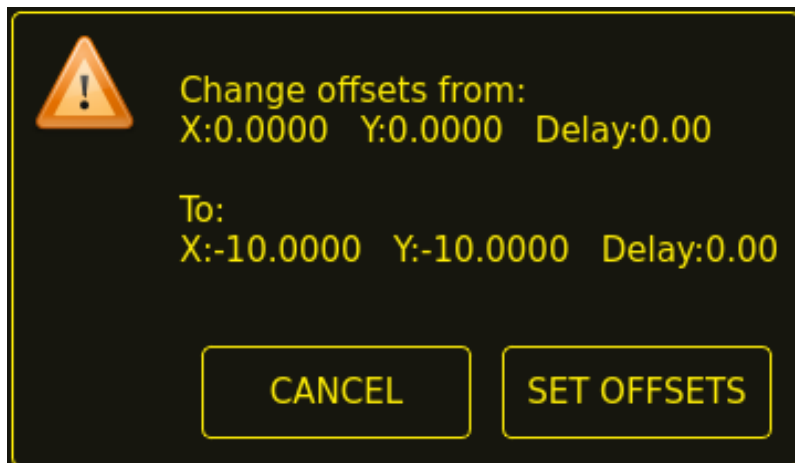 Change offsets from:
X:0.0000 Y:0.0000 Delay:0.00
To:
X:-10.0000 Y:-10.0000 Delay:0.00
CANCEL
SET OFFSETS